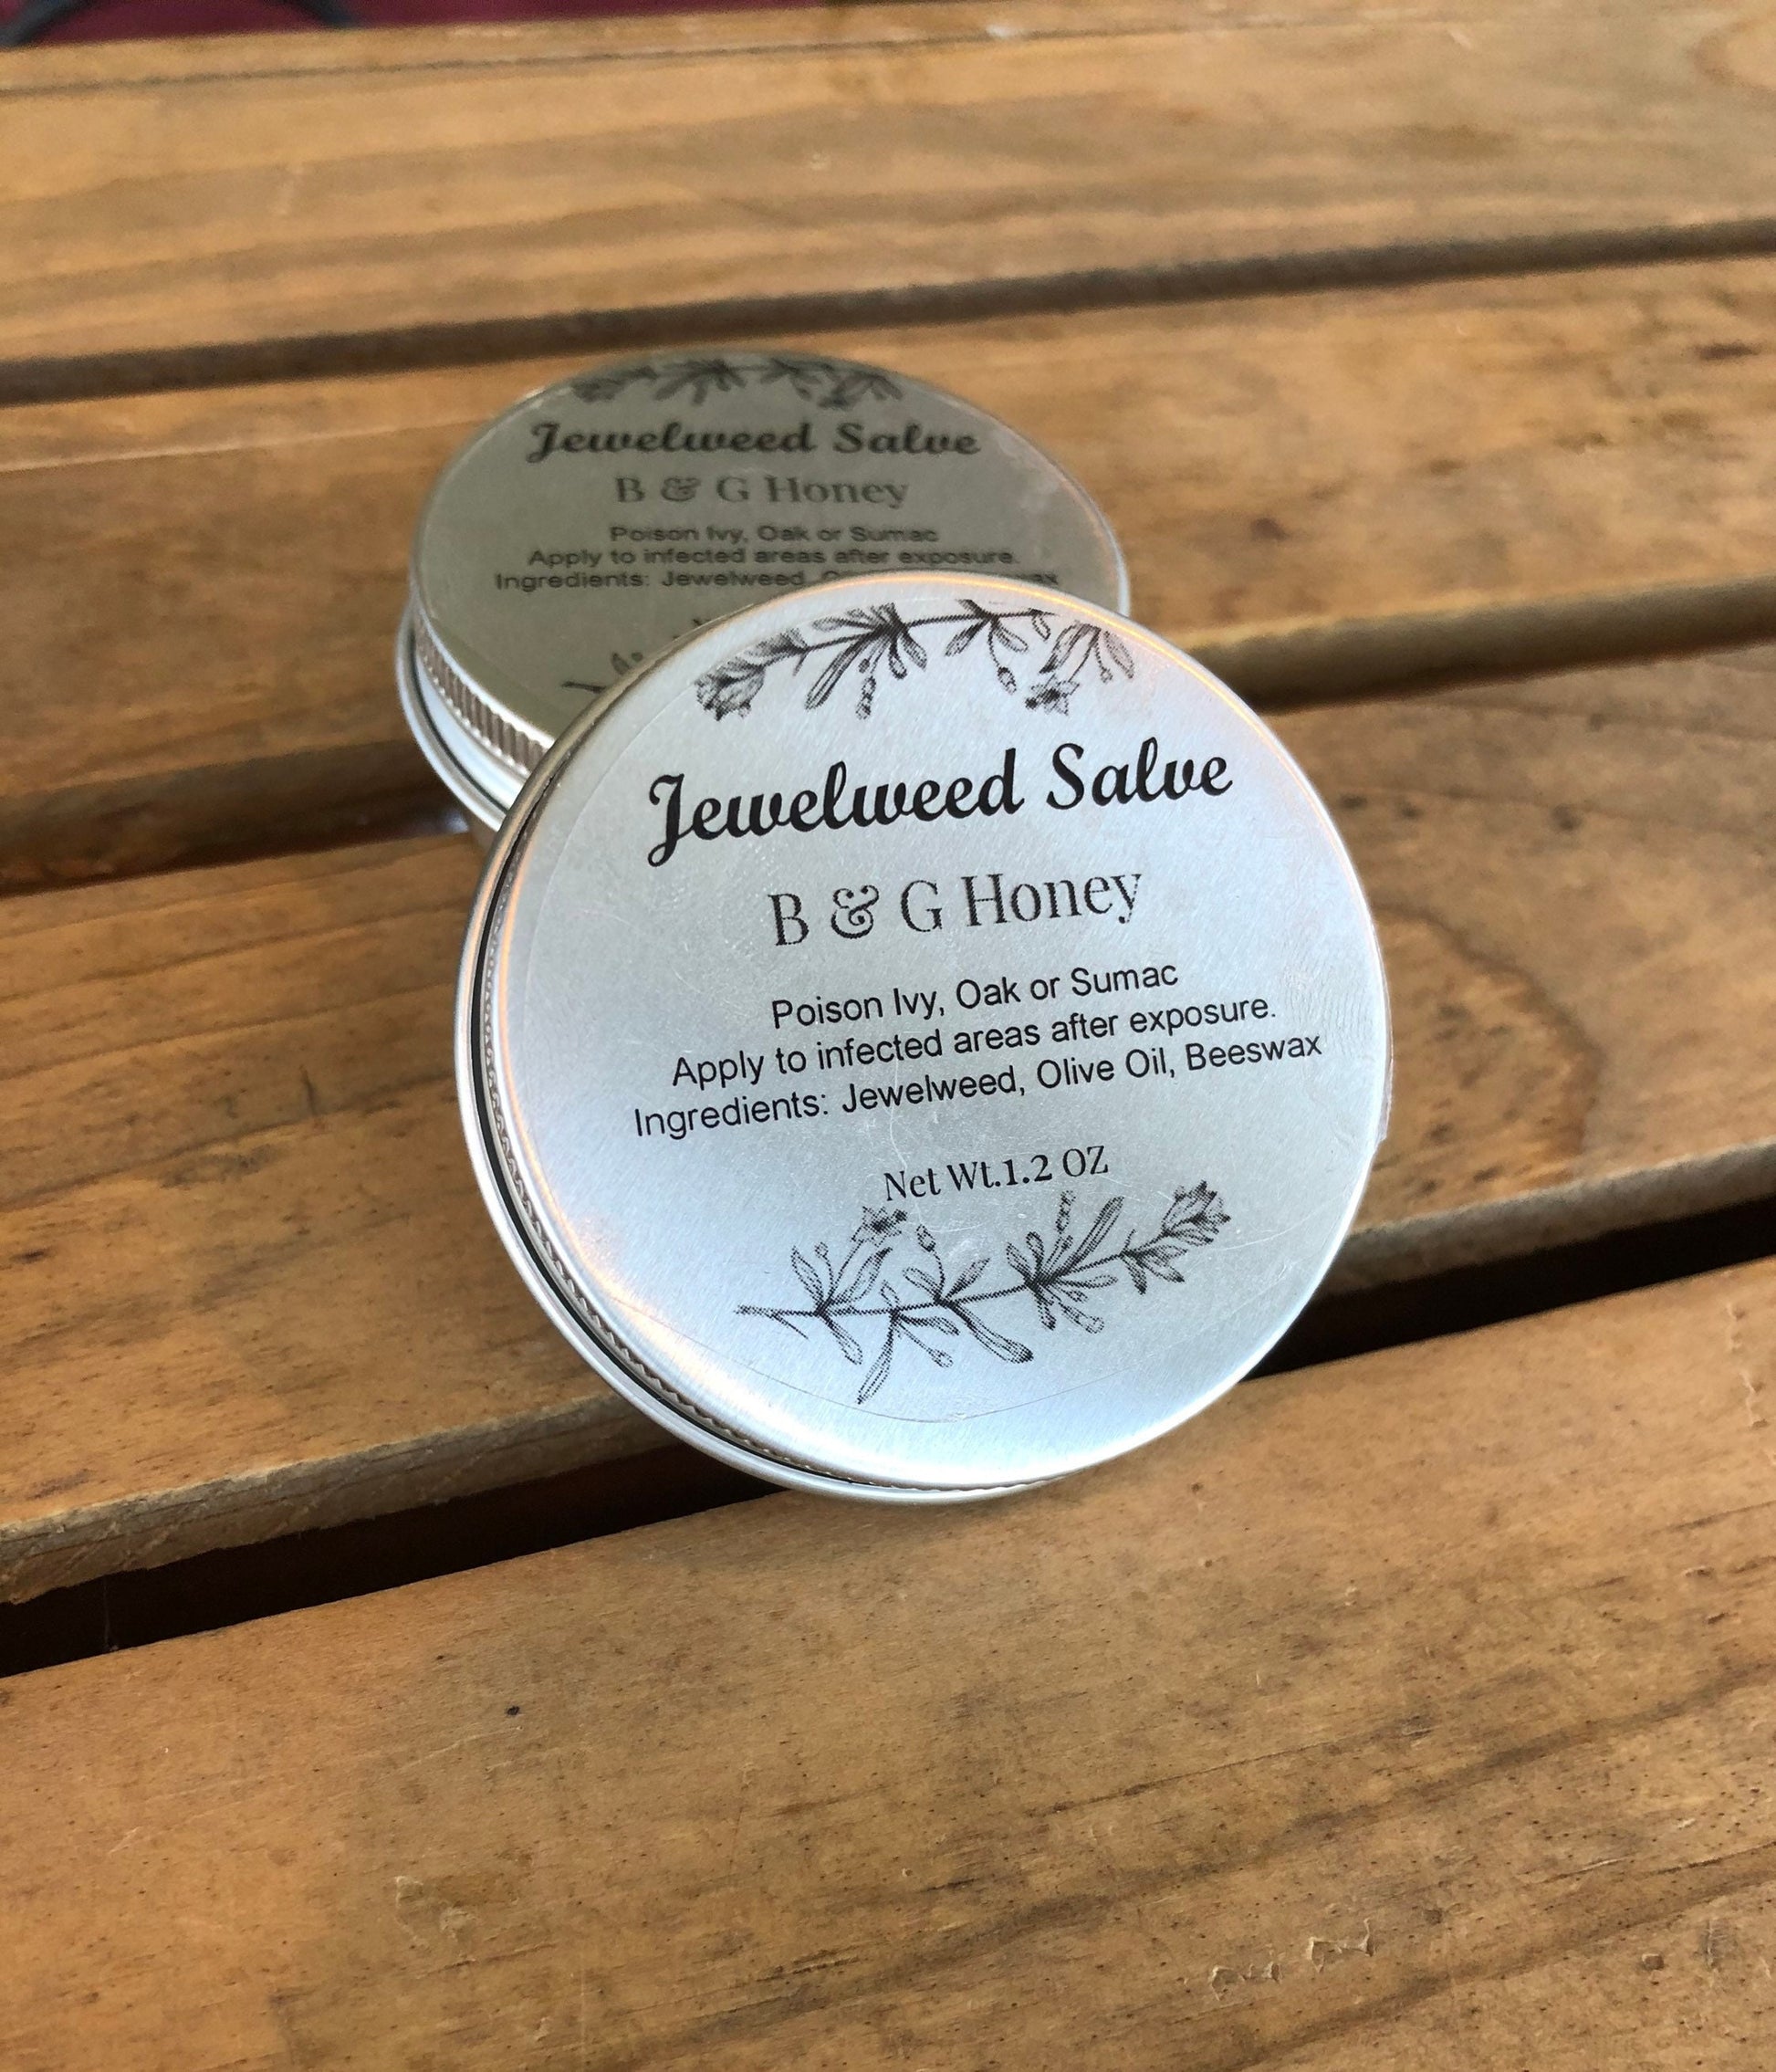 Jewelweed Salve
B & G Honey
Poison Ivy, Oak or Sumac
Apply to infected areas after exposure.
Ingredients: Jewelweed,
Jewelweed Salve
B & G Honey
Poison Ivy, Oak or Sumac
Apply to infected areas after exposure.
Ingredients: Jewelweed, Olive Oil, Beeswax
Net Wt.1.2 OZ